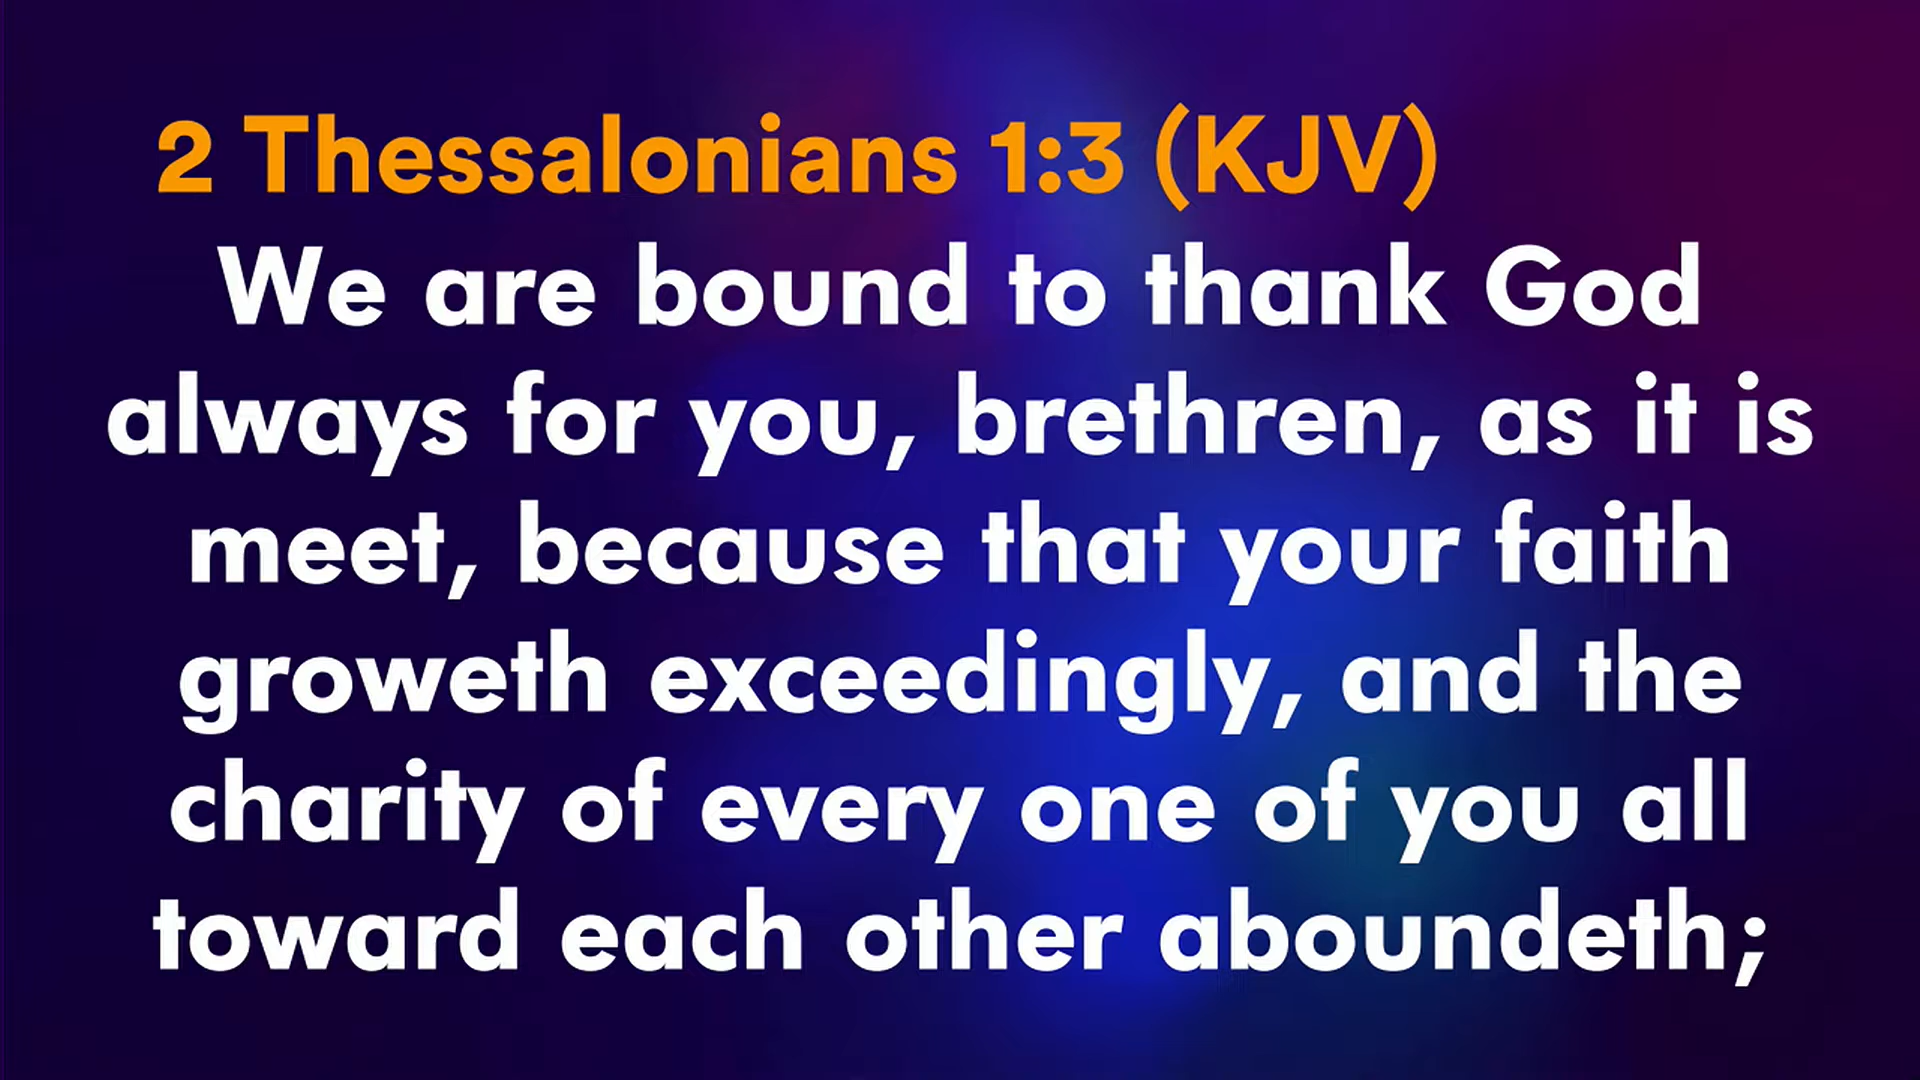 2 Thessalonians 1:3 (KJV)
We are bound to thank God
always for you, brethren, as it is
meet, because that your faith
groweth exceedingly, and the
charity of every one of you all
toward each other aboundeth;